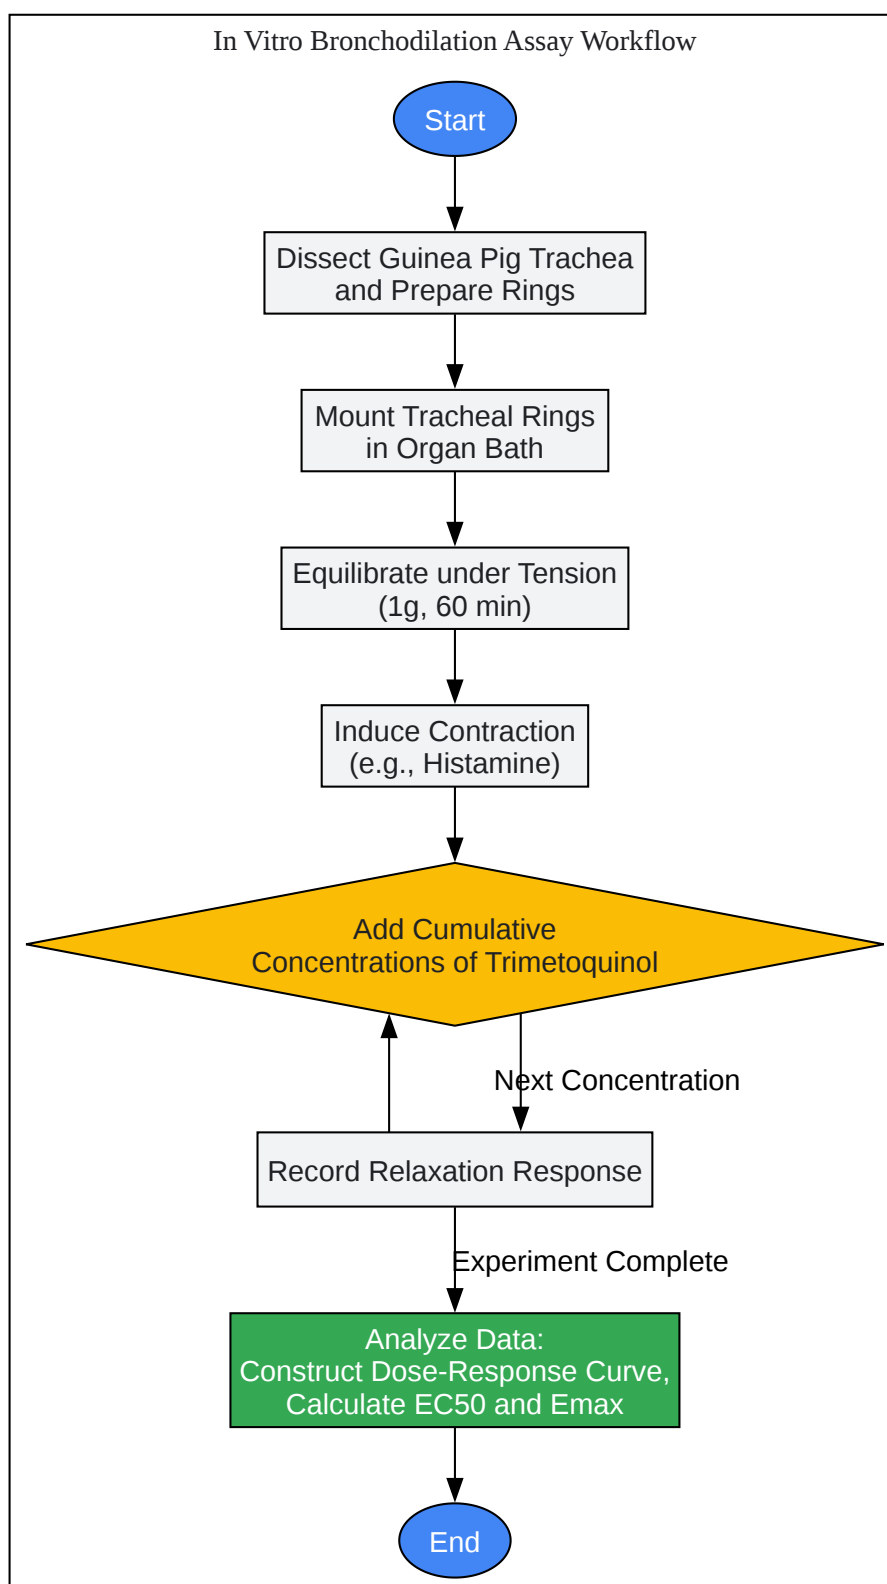 In Vitro Bronchodilation Assay Workflow
Start
Dissect Guinea Pig Trachea
and Prepare Rings
Mount Tracheal Rings
in Organ Bath
Equilibrate under Tension
(1g, 60 min)
Induce Contraction
(e.g., Histamine)
Add Cumulative
Concentrations of Trimetoquinol
Next Concentration
Record Relaxation Response
Experiment Complete
Analyze Data:
Construct Dose-Response Curve,
Calculate EC50 and Emax
End